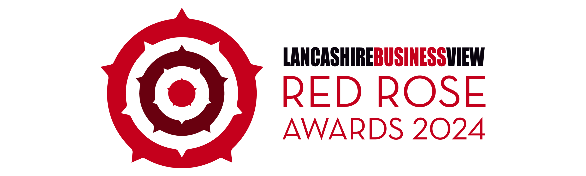 LANCASHIREBUSINESSVIEW
RED ROSE
AWARDS 2024